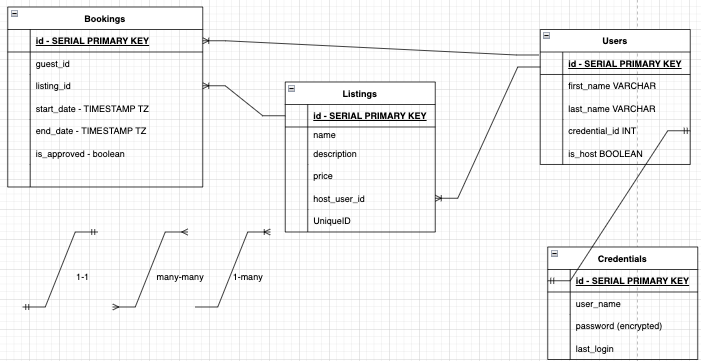 Bookings
id - SERIAL PRIMARY KEY
guest_id
listing_id
start_date - TIMESTAMP TZ
end_date - TIMESTAMP TZ
is_approved - boolean
Listings
id - SERIAL PRIMARY KEY
name
description
price
host_user_id
UniqueID
Users
id - SERIAL PRIMARY KEY
first_name VARCHAR
last_name VARCHAR
credential_id INT
is_host BOOLEAN
Credentials
id - SERIAL PRIMARY KEY
user_name
password (encrypted)
last_login
1-1
many-many
1-many